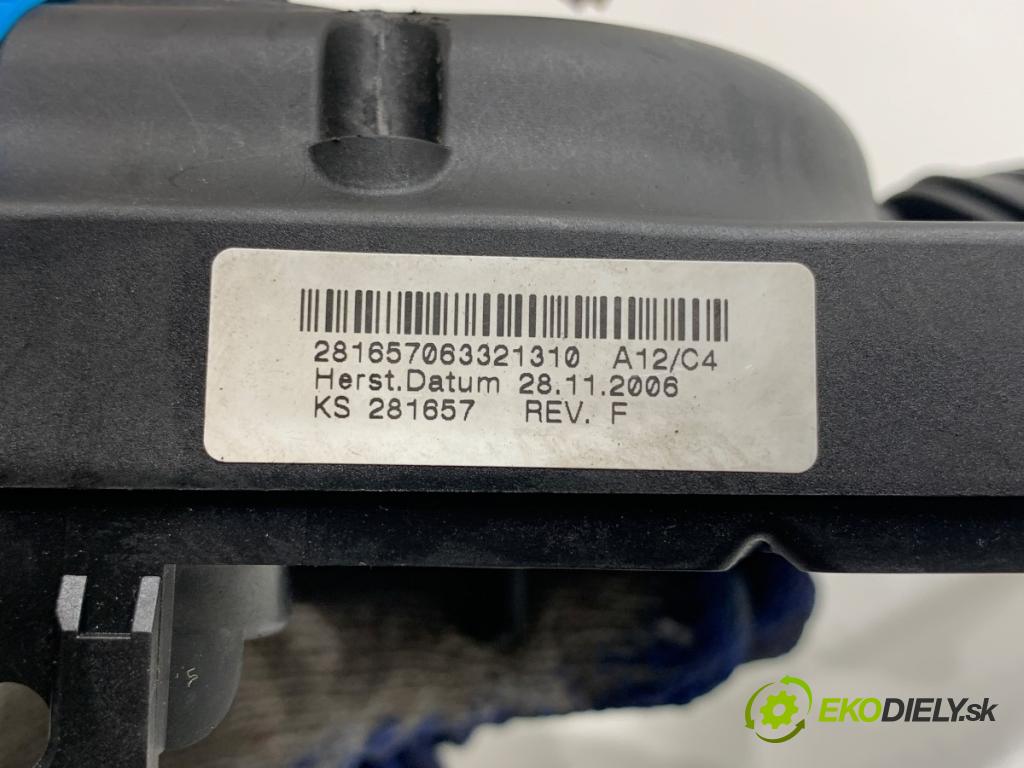 281657063321310 A12/C4
Herst.Datum 28.11.2006
KS 281657 REV. F
EKODIELY.sk